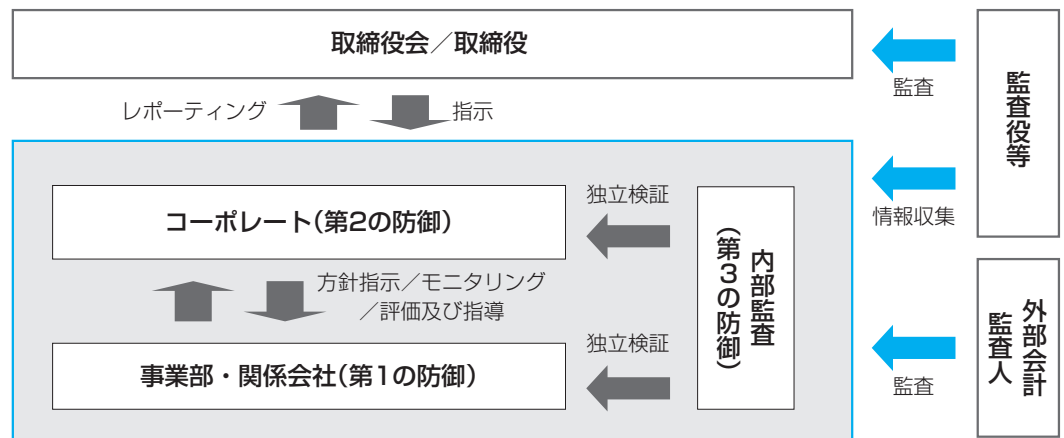 取締役会／取締役
監査
監査役等
レポーティング
指示
情報収集
コーポレート(第2の防御)
独立検証
内部監査
(第3の防御)
方針指示／モニタリング
／評価及び指導
事業部・関係会社(第1の防御)
独立検証
監査
外部会計
監査人